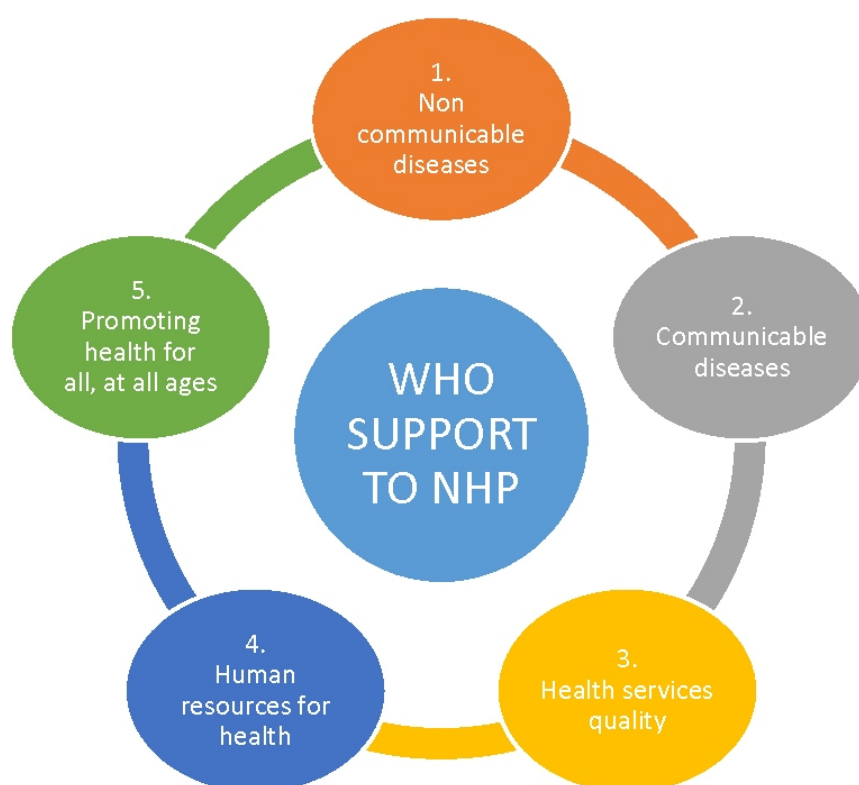 1.
Non
communicable
diseases
2.
Communicable
diseases
3.
Health services
quality
4.
Human
resources for
health
5.
Promoting
health for
all, at all ages
WHO
SUPPORT
TO NHP